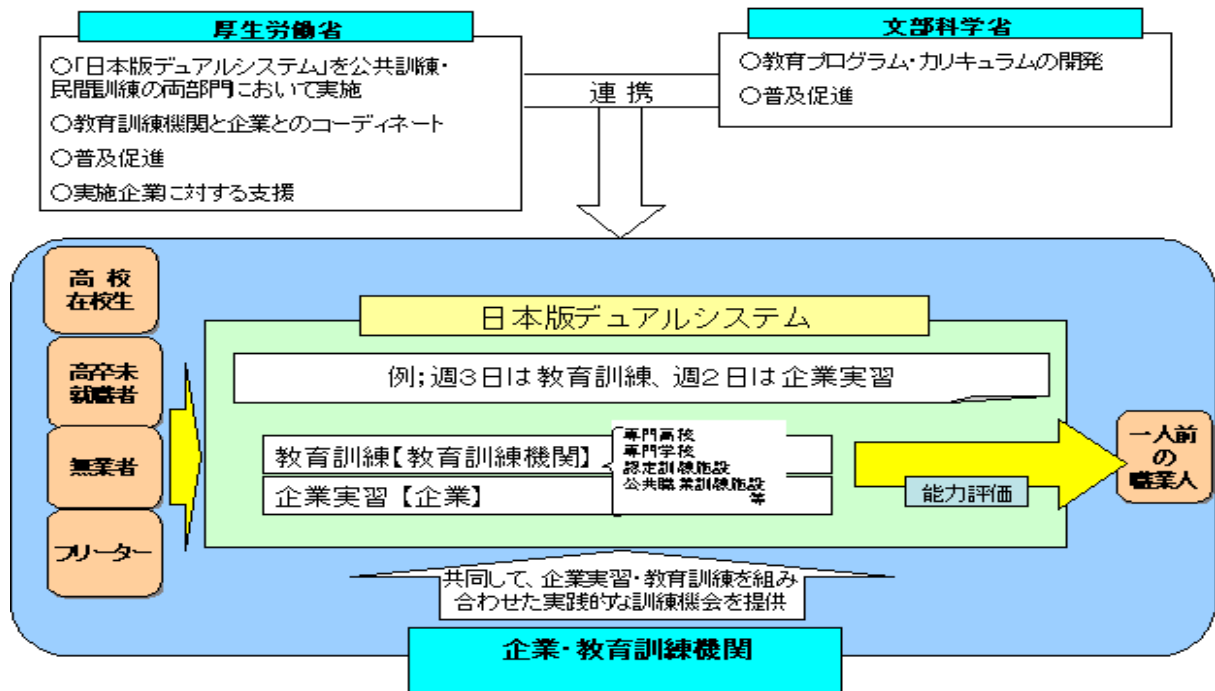 厚生労働省
○「日本版デュアルシステム」を公共訓練・
民間訓練の両部門において実施
○教育訓練機関と企業とのコーディネート
○普及促進
○実施企業に対する支援
連携
文部科学省
○教育プログラム・カリキュラムの開発
○普及促進
高校
在校生
高卒未
就職者
無業者
フリーター
日本版デュアルシステム
例;週3日は教育訓練、週2日は企業実習
教育訓練【教育訓練機関】
企業実習【企業】
専門高校
専門学校
認定訓練施設
公共職業訓練施設
等
能力評価
一人前
の
職業人
共同して、企業実習・教育訓練を組み
合わせた実践的な訓練機会を提供
企業・教育訓練機関